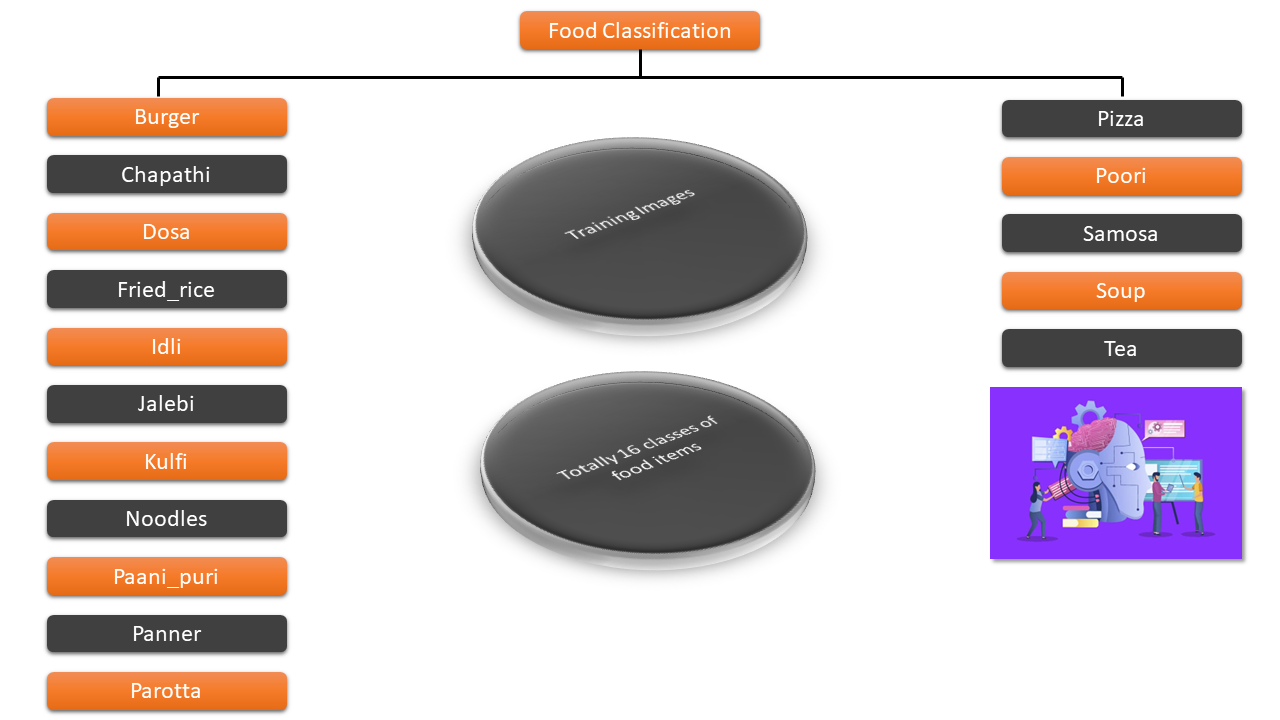 Food Classification
Burger
Chapathi
Dosa
Fried_rice
Idli
Jalebi
Kulfi
Noodles
Paani_puri
Panner
Parotta
Training Images
Totally 16 classes of
food items
Pizza
Poori
Samosa
Soup
Tea